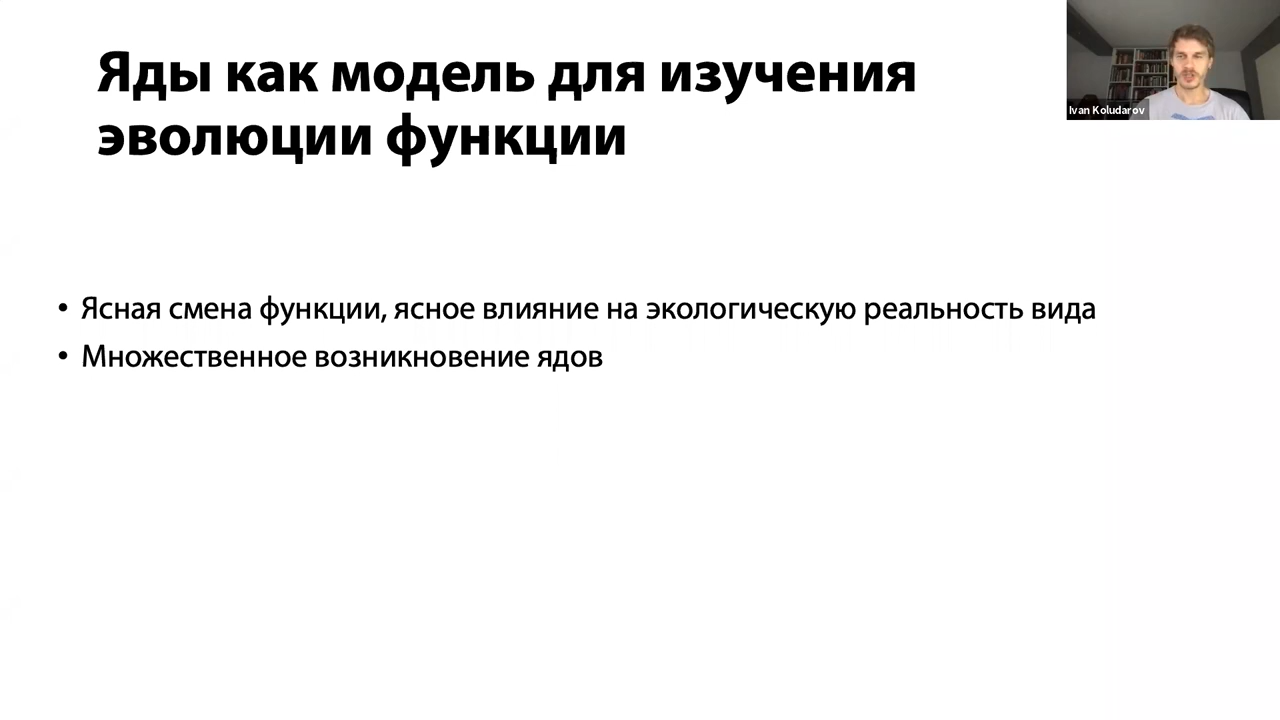 Яды как модель для изучения
эволюции функции
Ivan Koludarov
• Ясная смена функции, ясное влияние на экологическую реальность вида
• Множественное возникновение ядов